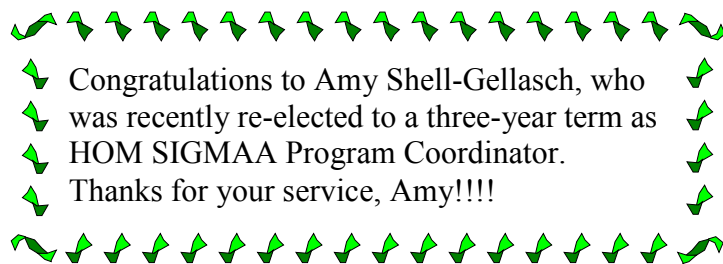 Congratulations to Amy Shell-Gellasch, who
was recently re-elected to a three-year term as
HOM SIGMAA Program Coordinator.
Thanks for your service, Amy!!!!